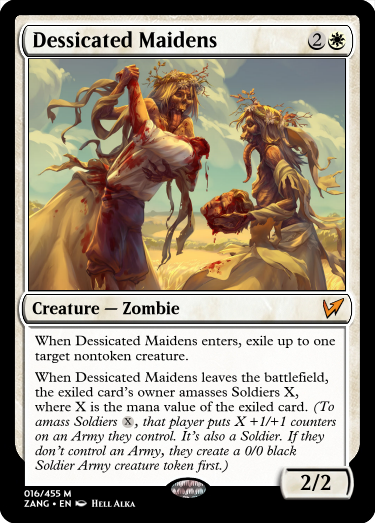 Dessicated Maidens 2
Creature — Zombie
When Dessicated Maidens enters, exile up to one
target nontoken creature.
When Dessicated Maidens leaves the battlefield,
the exiled card's owner amasses Soldiers X,
where X is the mana value of the exiled card. (To
amass Soldiers X, that player puts X +1/+1 counters
on an Army they control. It's also a Soldier. If they
don't control an Army, they create a 0/0 black
Soldier Army creature token first.)
2/2
016/455 M
ZANG • EN Hell Alka